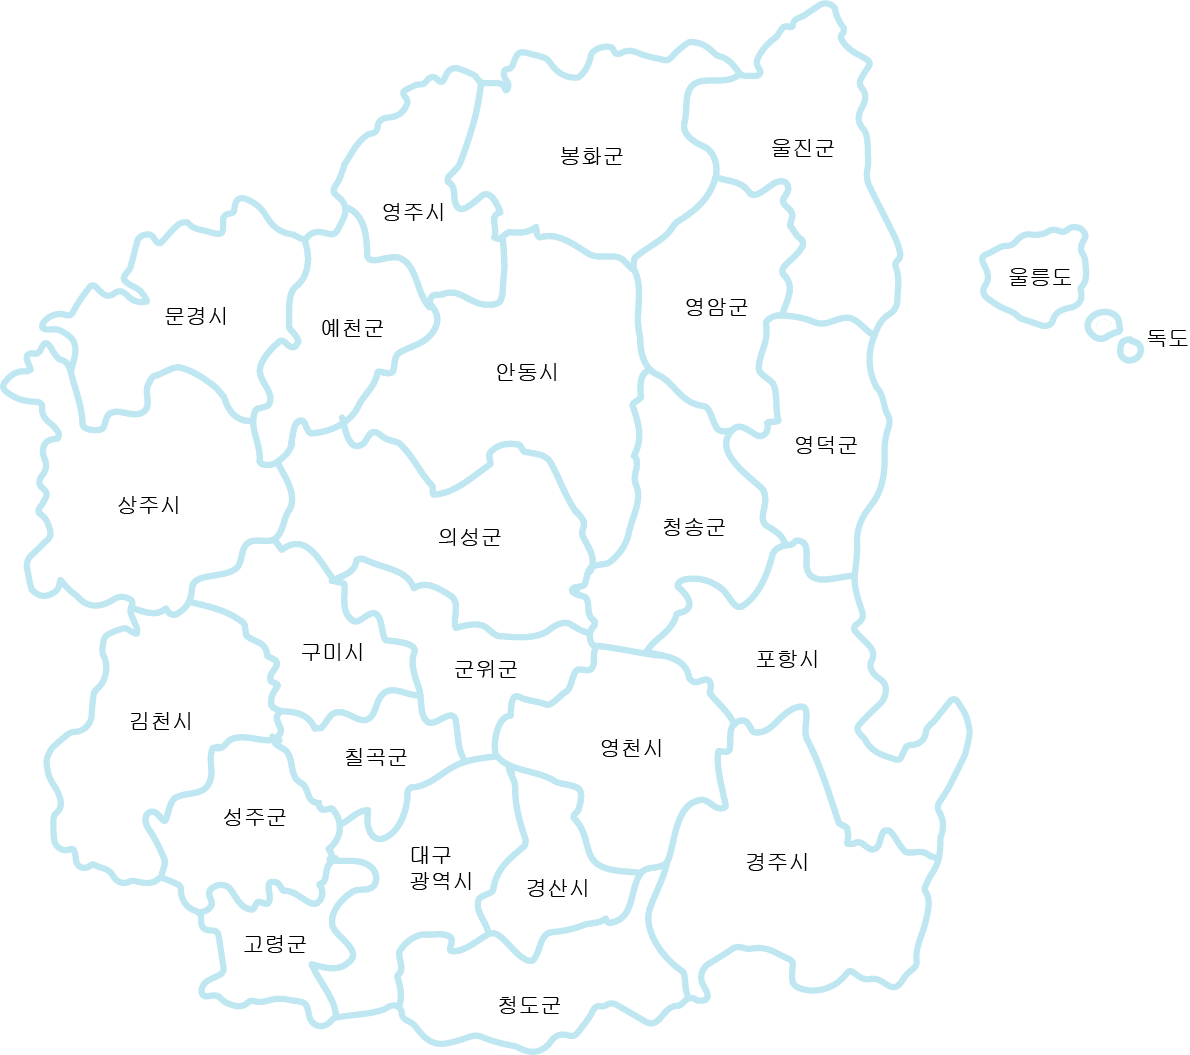 봉화군
울진군
영주시
울릉도
문경시
예천군
영암군
독도
안동시
영덕군
상주시
의성군
청송군
구미시
군위군
포항시
김천시
칠곡군
영천시
성주군
대구
광역시
경산시
경주시
고령군
청도군